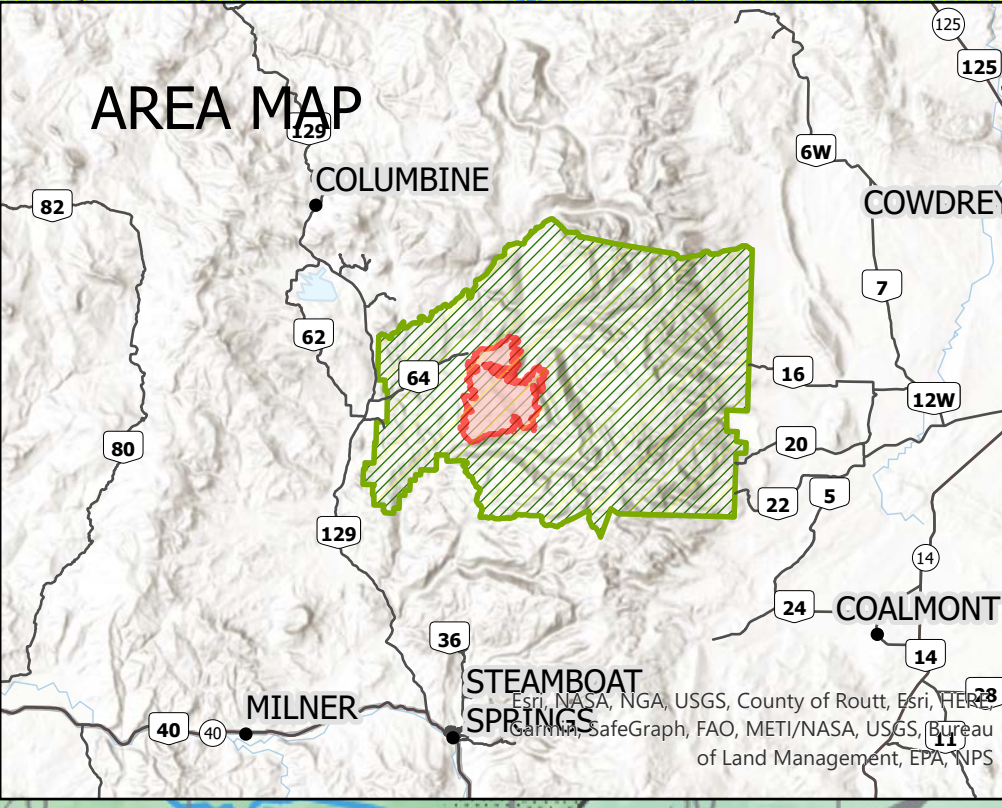 125
125
AREA MAP
129
6W
COLUMBINE
82
COWDREY
7
62
16
64
12W
80
20
22
5
129
14
24
COALMONT
36
14
STEAMBOAT
SPRINGS
28
MILNER
40
40
11
Esri, NASA, NGA, USGS, County of Routt, Esri, HERE,
Garmin, SafeGraph, FAO, METI/NASA, USGS, Bureau
of Land Management, EPA, NPS